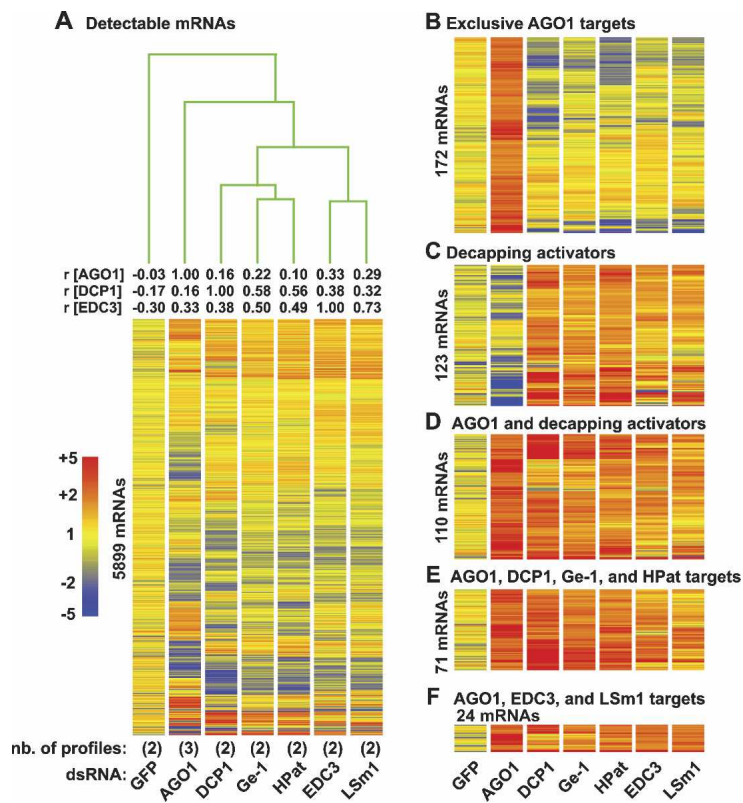 A Detectable mRNAs
r [AGO1] -0.03 1.00 0.16 0.22 0.10 0.33 0.29
r [DCP1] -0.17 0.16 1.00 0.58 0.56 0.38 0.32
r [EDC3] -0.30 0.33 0.38 0.50 0.49 1.00 0.73
+5
+2
1
-2
-5
5899 mRNAs
nb. of profiles: (2) (3) (2) (2) (2) (2) (2)
dsRNA: GFP AGO1 DCP1 Ge-1 HPat EDC3 LSm1
B Exclusive AGO1 targets
172 mRNAs
C Decapping activators
123 mRNAs
D AGO1 and decapping activators
110 mRNAs
E AGO1, DCP1, Ge-1, and HPat targets
71 mRNAs
F AGO1, EDC3, and LSm1 targets
24 mRNAs
GFP AGO1 DCP1 Ge-1 HPat EDC3 LSm1